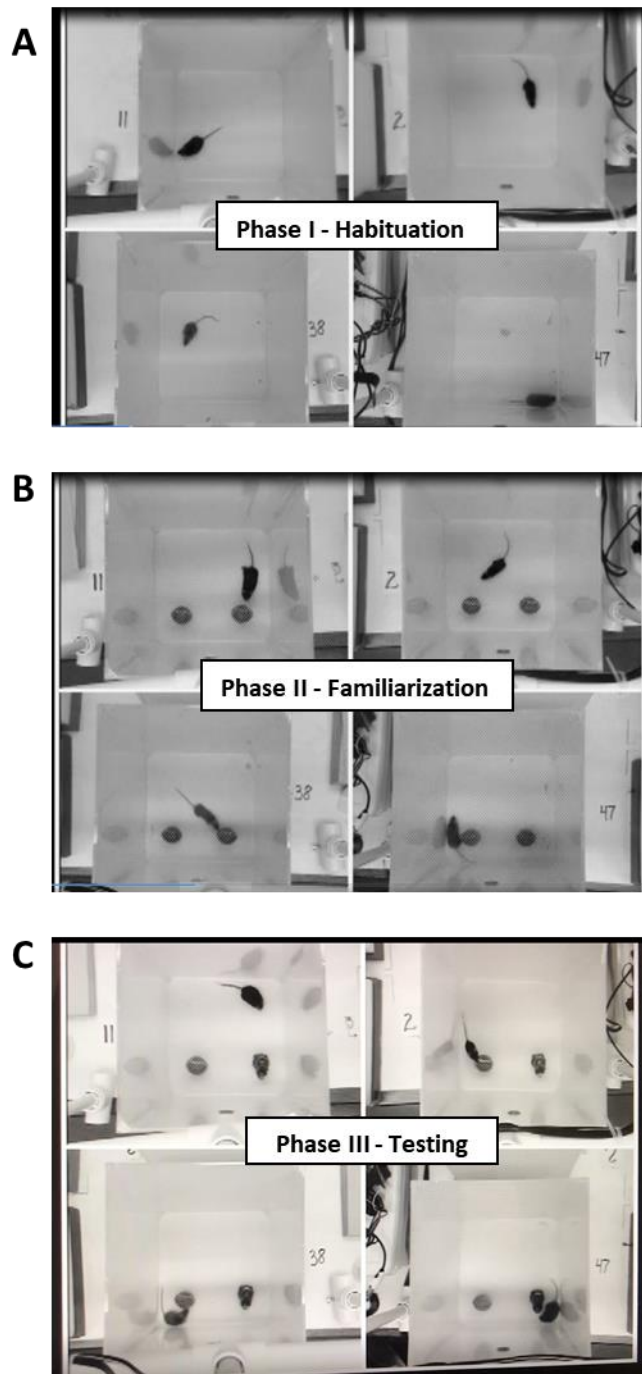 A
11
2
Phase I - Habituation
38
47
B
11
2
Phase II - Familiarization
38
47
C
11
2
Phase III - Testing
38
47